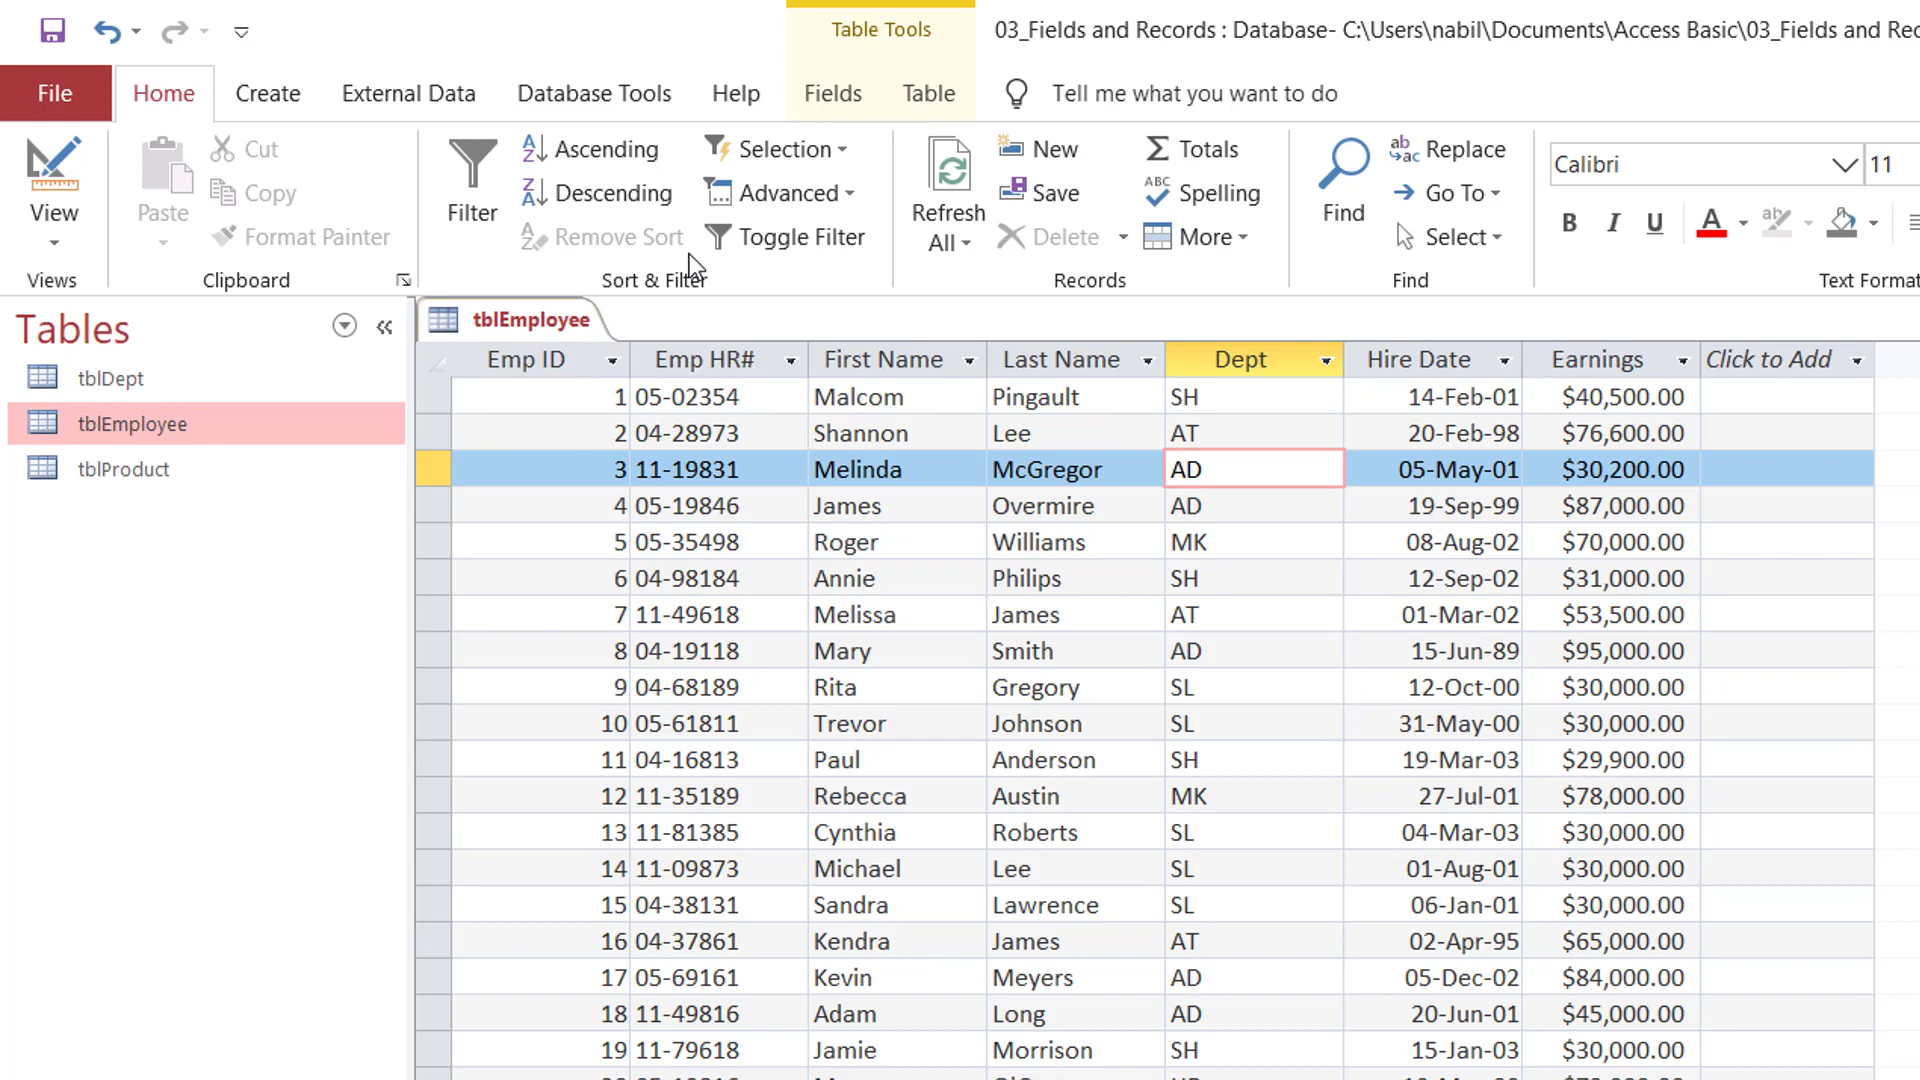 Table Tools
03_Fields and Records : Database- C:\Users\nabil\Documents\Access Basic\03_Fields and Rec
File Home Create External Data Database Tools Help Fields Table Tell me what you want to do
View
Views
Paste
Cut
Copy
Format Painter
Clipboard
Filter
Ascending
Descending
Remove Sort
Selection
Advanced
Toggle Filter
Sort & Filter
Refresh
All
New
Save
Delete
Totals
Spelling
More
Records
Find
Replace
Go To
Select
Find
Calibri 11
B I U A
Text Format
Tables
tblDept
tblEmployee
tblProduct
tblEmployee
Emp ID Emp HR# First Name Last Name Dept Hire Date Earnings Click to Add
1 05-02354 Malcom Pingault SH 14-Feb-01 $40,500.00
2 04-28973 Shannon Lee AT 20-Feb-98 $76,600.00
3 11-19831 Melinda McGregor AD 05-May-01 $30,200.00
4 05-19846 James Overmire AD 19-Sep-99 $87,000.00
5 05-35498 Roger Williams MK 08-Aug-02 $70,000.00
6 04-98184 Annie Philips SH 12-Sep-02 $31,000.00
7 11-49618 Melissa James AT 01-Mar-02 $53,500.00
8 04-19118 Mary Smith AD 15-Jun-89 $95,000.00
9 04-68189 Rita Gregory SL 12-Oct-00 $30,000.00
10 05-61811 Trevor Johnson SL 31-May-00 $30,000.00
11 04-16813 Paul Anderson SH 19-Mar-03 $29,900.00
12 11-35189 Rebecca Austin MK 27-Jul-01 $78,000.00
13 11-81385 Cynthia Roberts SL 04-Mar-03 $30,000.00
14 11-09873 Michael Lee SL 01-Aug-01 $30,000.00
15 04-38131 Sandra Lawrence SL 06-Jan-01 $30,000.00
16 04-37861 Kendra James AT 02-Apr-95 $65,000.00
17 05-69161 Kevin Meyers AD 05-Dec-02 $84,000.00
18 11-49816 Adam Long AD 20-Jun-01 $45,000.00
19 11-79618 Jamie Morrison SH 15-Jan-03 $30,000.00